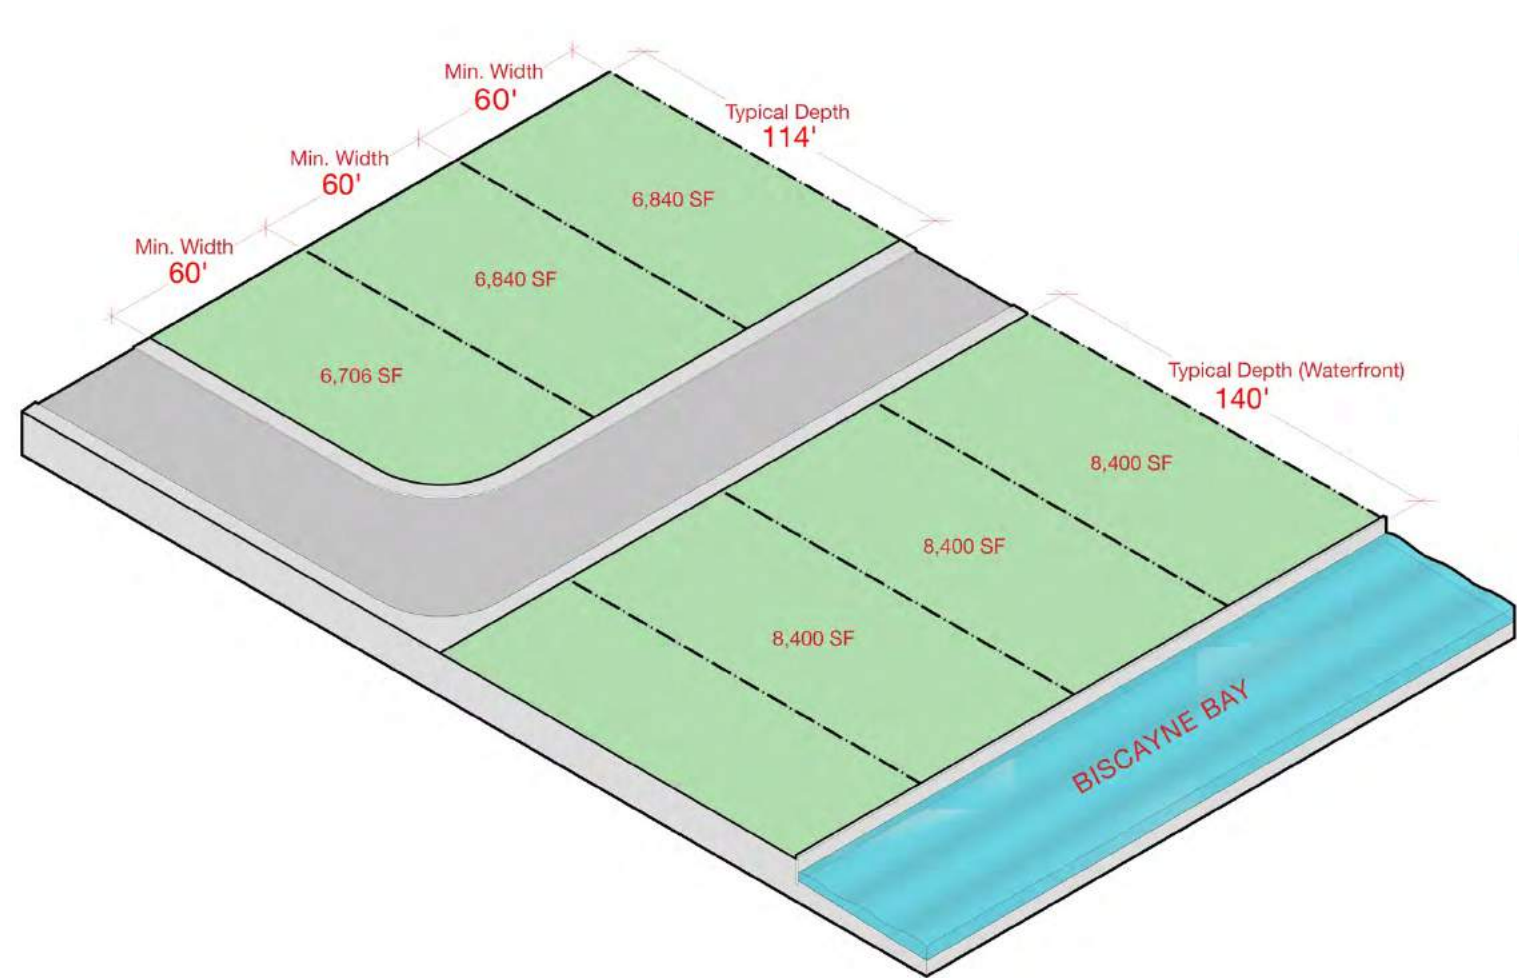 Min. Width
60'
Typical Depth
114'
Min. Width
60'
6,840 SF
Min. Width
60'
6,840 SF
6,706 SF
Typical Depth (Waterfront)
140'
8,400 SF
8,400 SF
8,400 SF
BISCAYNE BAY